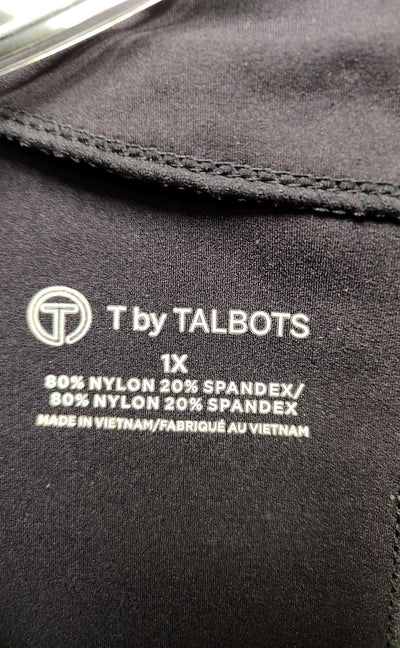 T by TALBOTS
1X
80% NYLON 20% SPANDEX/
80% NYLON 20% SPANDEX
MADE IN VIETNAM/FABRIQUÉ AU VIETNAM